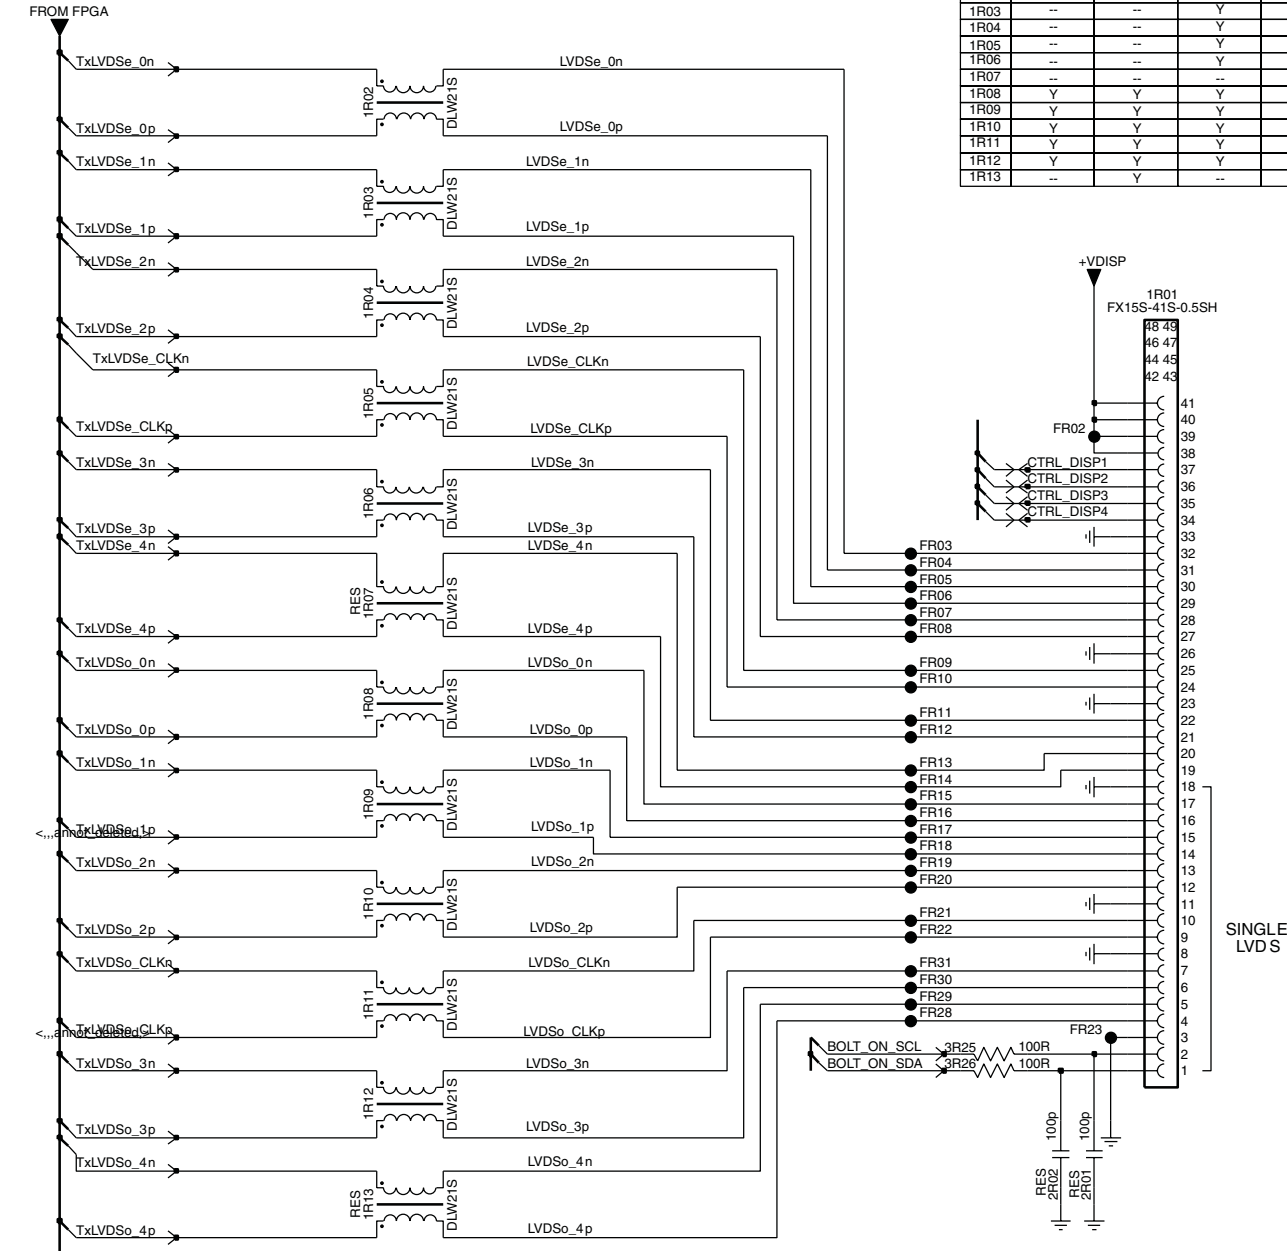 FROM FPGA
1R03 -- -- Y
1R04 -- -- Y
1R05 -- -- Y
1R06 -- -- Y
1R07 -- -- --
1R08 Y Y Y
1R09 Y Y Y
1R10 Y Y Y
1R11 Y Y Y
1R12 Y Y Y
1R13 -- Y --
TxLVDSe_0n
LVDSe_0n
1R02
DLW21S
TxLVDSe_0p
LVDSe_0p
TxLVDSe_1n
LVDSe_1n
1R03
DLW21S
TxLVDSe_1p
LVDSe_1p
TxLVDSe_2n
LVDSe_2n
1R04
DLW21S
TxLVDSe_2p
LVDSe_2p
TxLVDSe_CLKn
LVDSe_CLKn
1R05
DLW21S
TxLVDSe_CLKp
LVDSe_CLKp
TxLVDSe_3n
LVDSe_3n
1R06
DLW21S
TxLVDSe_3p
LVDSe_3p
TxLVDSe_4n
LVDSe_4n
RES
1R07
DLW21S
TxLVDSe_4p
LVDSe_4p
TxLVDSo_0n
LVDSo_0n
1R08
DLW21S
TxLVDSo_0p
LVDSo_0p
TxLVDSo_1n
LVDSo_1n
1R09
DLW21S
TxLVDSo_1p
<,,,annot_deleted,>
LVDSo_1p
TxLVDSo_2n
LVDSo_2n
1R10
DLW21S
TxLVDSo_2p
LVDSo_2p
TxLVDSo_CLKn
LVDSo_CLKn
1R11
DLW21S
TxLVDSo_CLKp
<,,,annot_deleted,>
LVDSo_CLKp
TxLVDSo_3n
LVDSo_3n
1R12
DLW21S
TxLVDSo_3p
LVDSo_3p
TxLVDSo_4n
LVDSo_4n
RES
1R13
DLW21S
TxLVDSo_4p
LVDSo_4p
+VDISP
1R01
FX15S-41S-0.5SH
48 49
46 47
44 45
42 43
41
40
FR02 39
38
CTRL_DISP1 37
CTRL_DISP2 36
CTRL_DISP3 35
CTRL_DISP4 34
33
FR03 32
FR04 31
FR05 30
FR06 29
FR07 28
FR08 27
26
FR09 25
FR10 24
23
FR11 22
FR12 21
20
FR13 19
FR14 18
FR15 17
FR16 16
FR17 15
FR18 14
FR19 13
FR20 12
11
FR21 10
FR22 9
8
FR31 7
FR30 6
FR29 5
FR28 4
FR23 3
BOLT_ON_SCL 3R25 100R 2
BOLT_ON_SDA 3R26 100R 1
SINGLE
LVDS
100p
RES
2R02
100p
RES
2R01